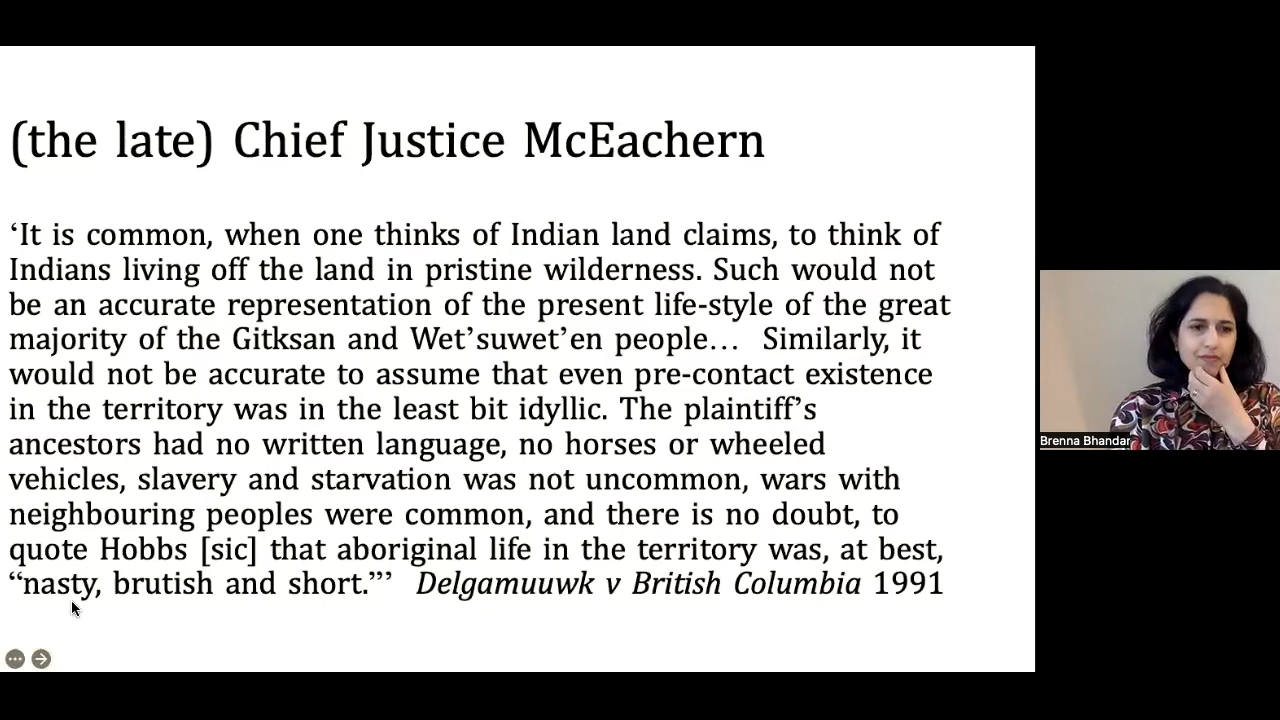 (the late) Chief Justice McEachern
‘It is common, when one thinks of Indian land claims, to think of
Indians living off the land in pristine wilderness. Such would not
be an accurate representation of the present life-style of the great
majority of the Gitksan and Wet’suwet’en people… Similarly, it
would not be accurate to assume that even pre-contact existence
in the territory was in the least bit idyllic. The plaintiff’s
ancestors had no written language, no horses or wheeled
vehicles, slavery and starvation was not uncommon, wars with
neighbouring peoples were common, and there is no doubt, to
quote Hobbs [sic] that aboriginal life in the territory was, at best,
“nasty, brutish and short.”’ Delgamuuwk v British Columbia 1991
Brenna Bhandar